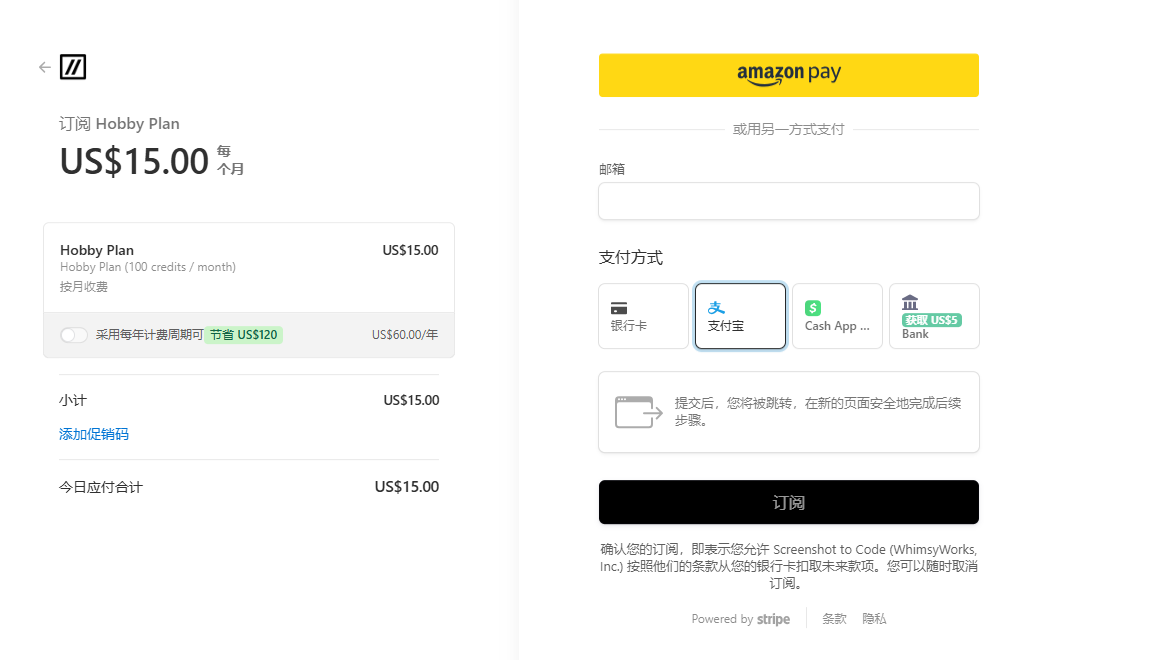 订阅 Hobby Plan
US$15.00 每
个月
Hobby Plan US$15.00
Hobby Plan (100 credits / month)
按月收费
采用每年计费周期可 节省 US$120 US$60.00/年
小计 US$15.00
添加促销码
今日应付合计 US$15.00
amazon pay
或用另一方式支付
邮箱
支付方式
银行卡
支付宝
Cash App ...
获取 US$5
Bank
提交后，您将被跳转，在新的页面安全地完成后续
步骤。
订阅
确认您的订阅，即表示您允许 Screenshot to Code (WhimsyWorks,
Inc.) 按照他们的条款从您的银行卡扣取未来款项。您可以随时取消
订阅。
Powered by stripe 条款 隐私